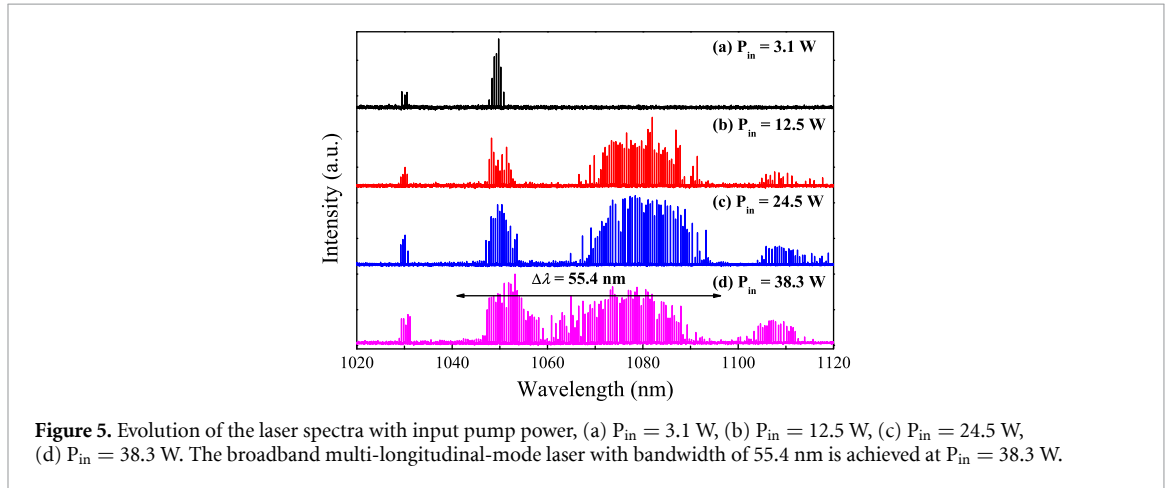 (a) P_in = 3.1 W
(b) P_in = 12.5 W
(c) P_in = 24.5 W
Δλ = 55.4 nm
(d) P_in = 38.3 W
Intensity (a.u.)
1020 1040 1060 1080 1100 1120
Wavelength (nm)
Figure 5. Evolution of the laser spectra with input pump power, (a) P_in = 3.1 W, (b) P_in = 12.5 W, (c) P_in = 24.5 W,
(d) P_in = 38.3 W. The broadband multi-longitudinal-mode laser with bandwidth of 55.4 nm is achieved at P_in = 38.3 W.